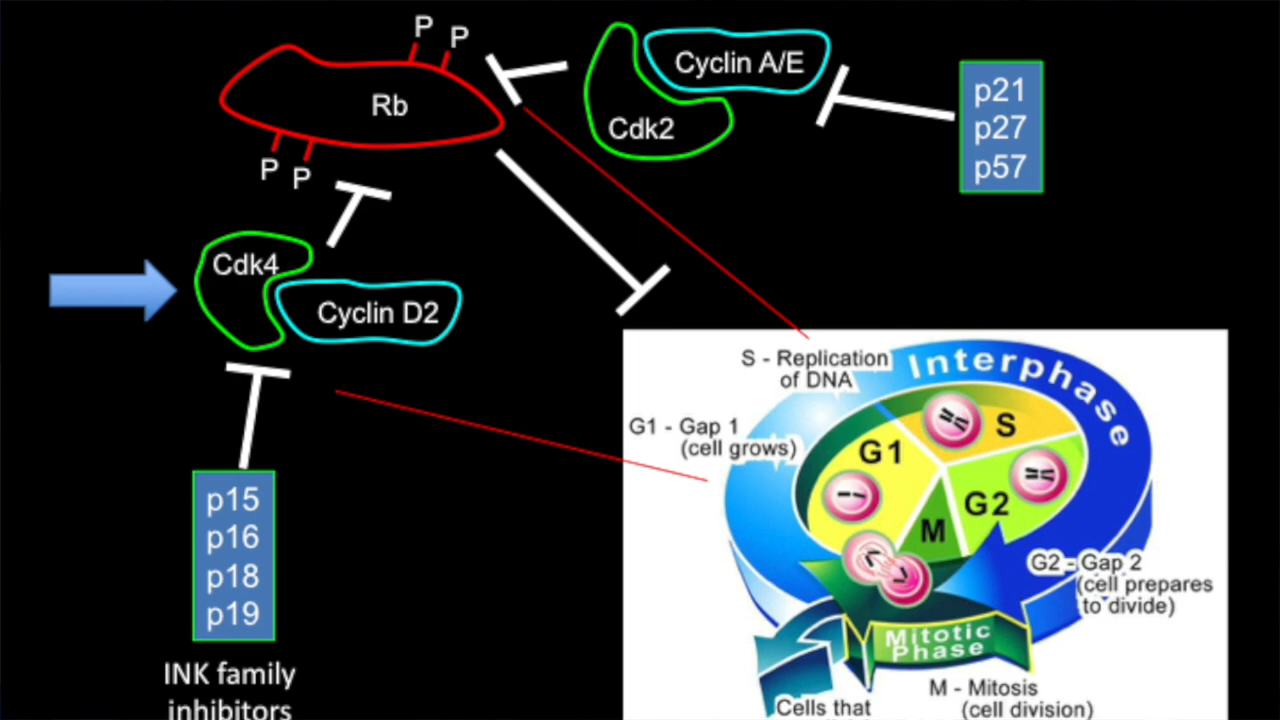 P
P
Rb
P
P
Cyclin A/E
Cdk2
p21
p27
p57
Cdk4
Cyclin D2
p15
p16
p18
p19
INK family
inhibitors
S - Replication
of DNA
Interphase
G1 - Gap 1
(cell grows)
G1
S
G2
M
G2 - Gap 2
(cell prepares
to divide)
Mitotic
Phase
M - Mitosis
(cell division)
Cells that